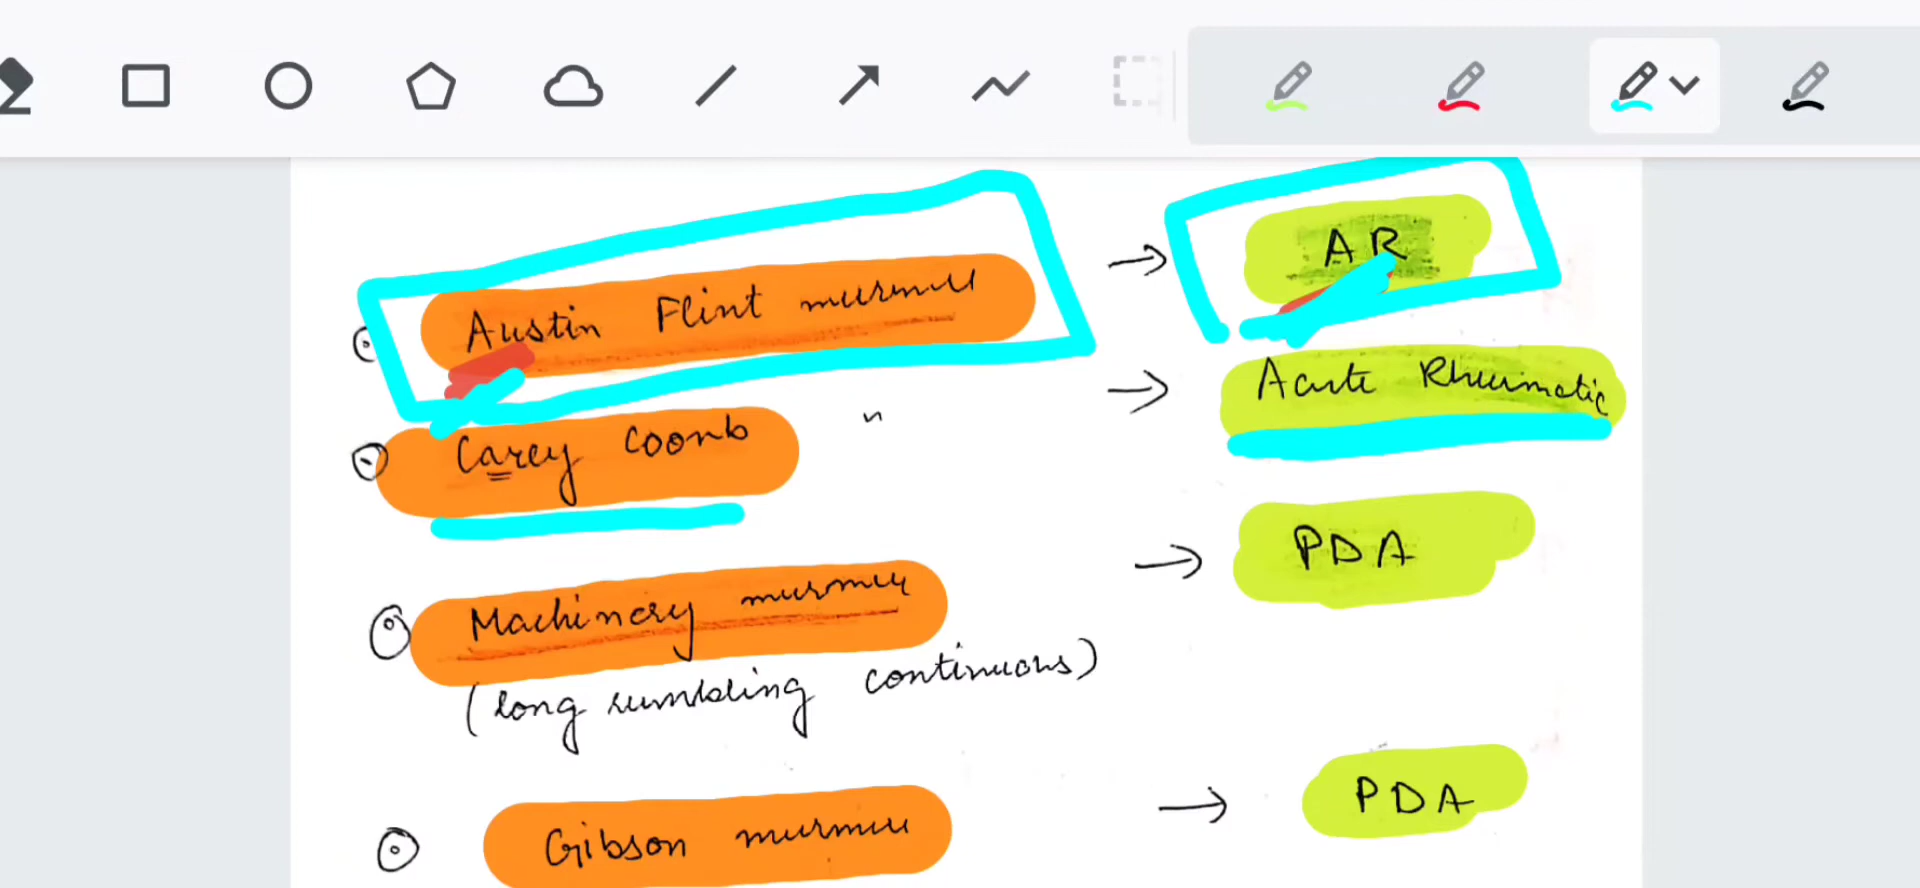 Austin Flint murmur → AR
Carey Coomb " → Acute Rheumatic
Machinery murmur → PDA
(long rumbling continuous)
Gibson murmur → PDA